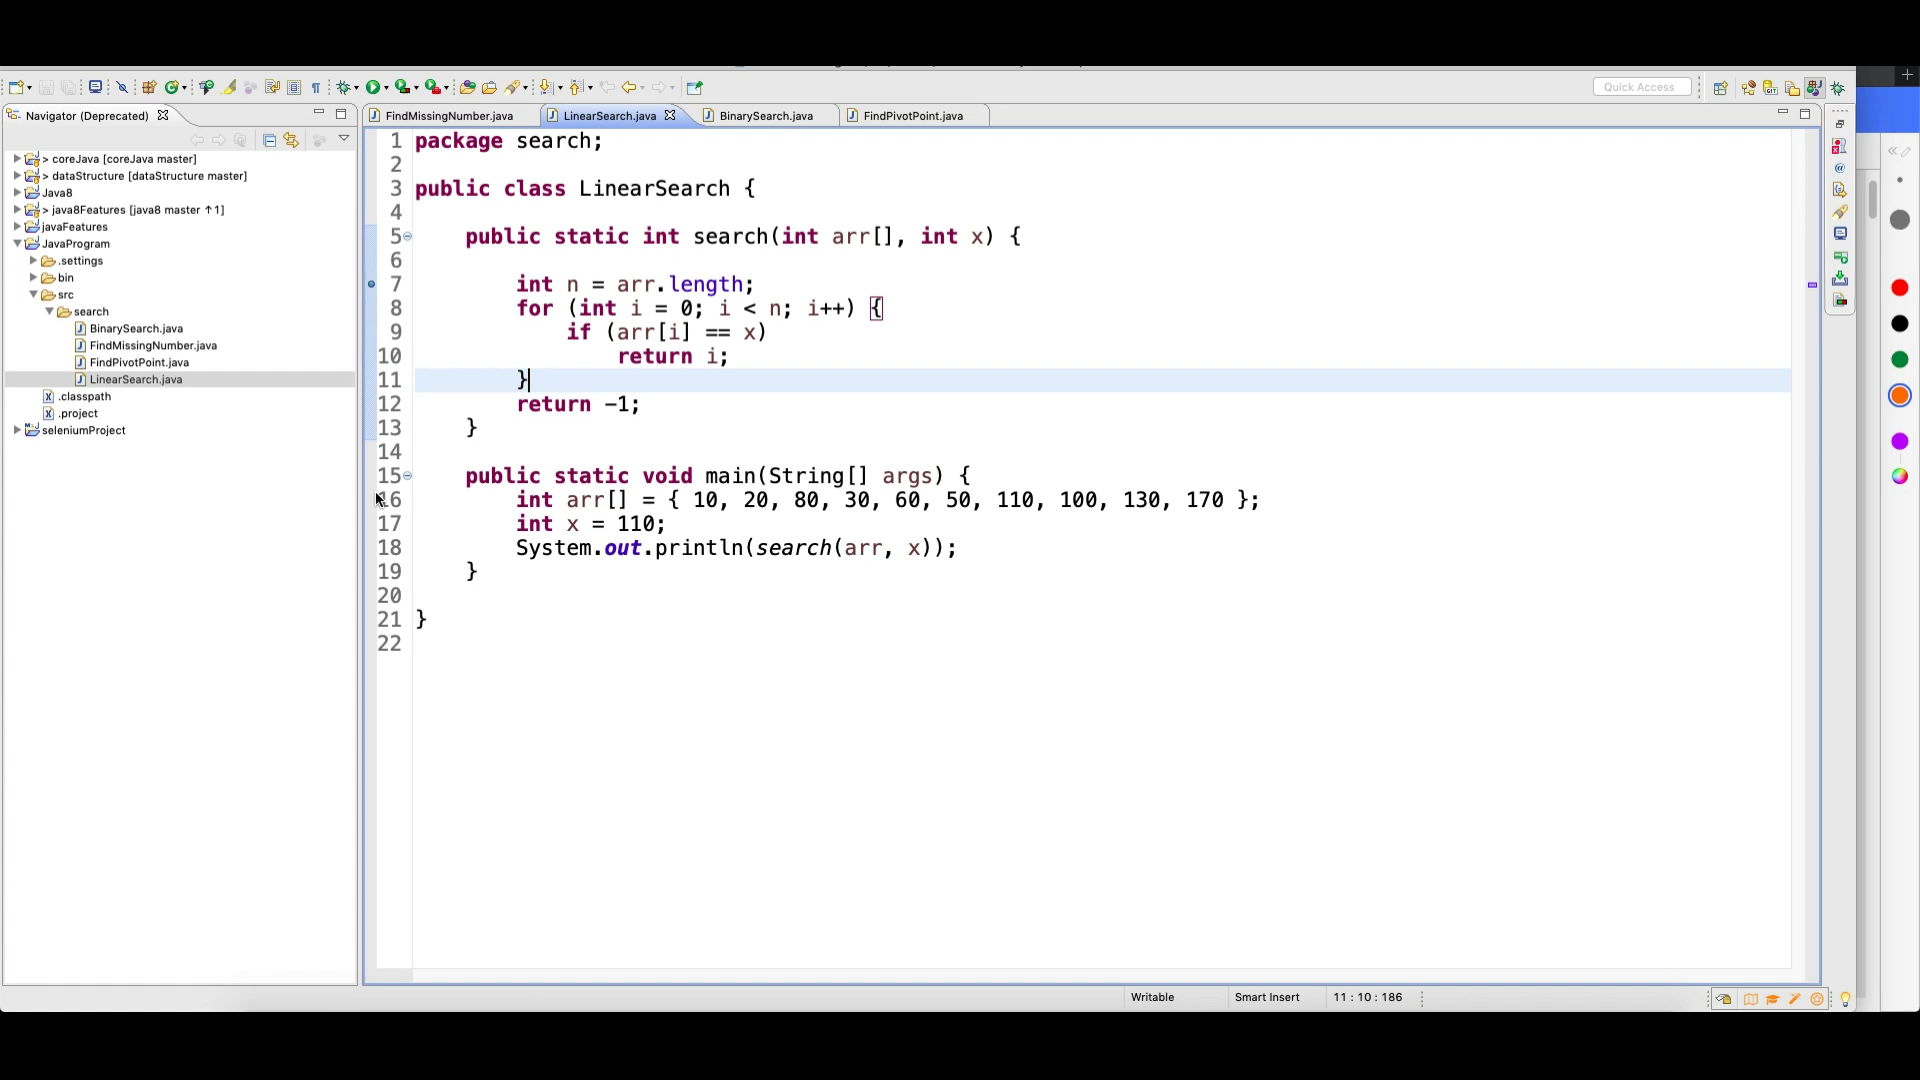 Quick Access
Navigator (Deprecated)
FindMissingNumber.java
LinearSearch.java
BinarySearch.java
FindPivotPoint.java
> coreJava [coreJava master]
> dataStructure [dataStructure master]
Java8
> java8Features [java8 master ↑1]
javaFeatures
JavaProgram
.settings
bin
src
search
BinarySearch.java
FindMissingNumber.java
FindPivotPoint.java
LinearSearch.java
.classpath
.project
seleniumProject
1 package search;
2
3 public class LinearSearch {
4
5 public static int search(int arr[], int x) {
6
7 int n = arr.length;
8 for (int i = 0; i < n; i++) {
9 if (arr[i] == x)
10 return i;
11 }
12 return -1;
13 }
14
15 public static void main(String[] args) {
16 int arr[] = { 10, 20, 80, 30, 60, 50, 110, 100, 130, 170 };
17 int x = 110;
18 System.out.println(search(arr, x));
19 }
20
21 }
22
Writable
Smart Insert
11 : 10 : 186